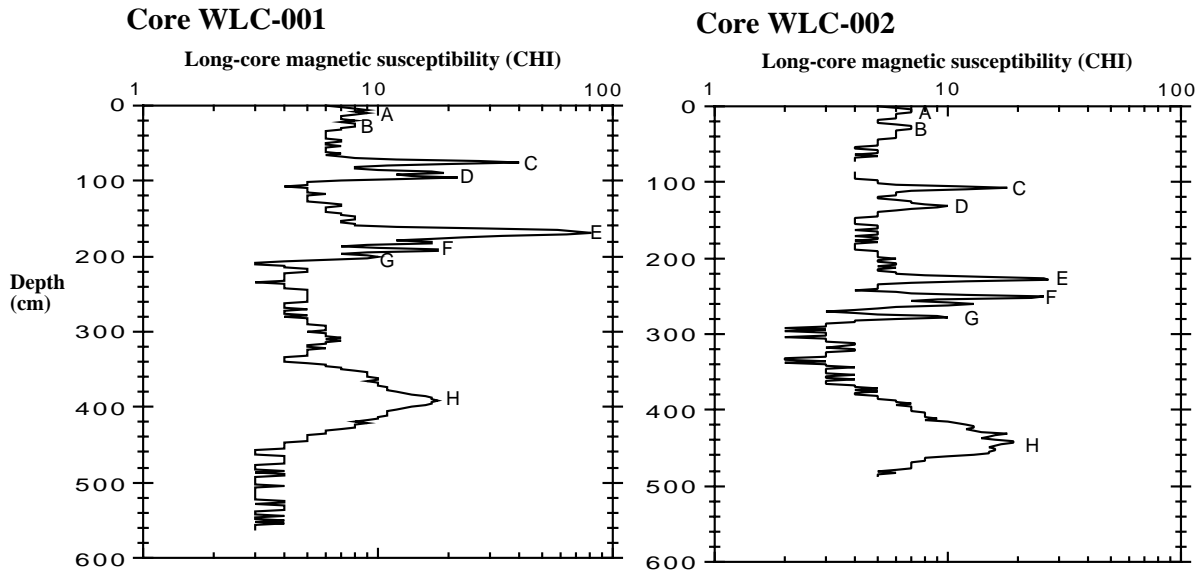 Core WLC-001
Long-core magnetic susceptibility (CHI)
1 10 100
0
100
200
300
400
500
600
Depth
(cm)
A
B
C
D
E
F
G
H
Core WLC-002
Long-core magnetic susceptibility (CHI)
1 10 100
0
100
200
300
400
500
600
A
B
C
D
E
F
G
H